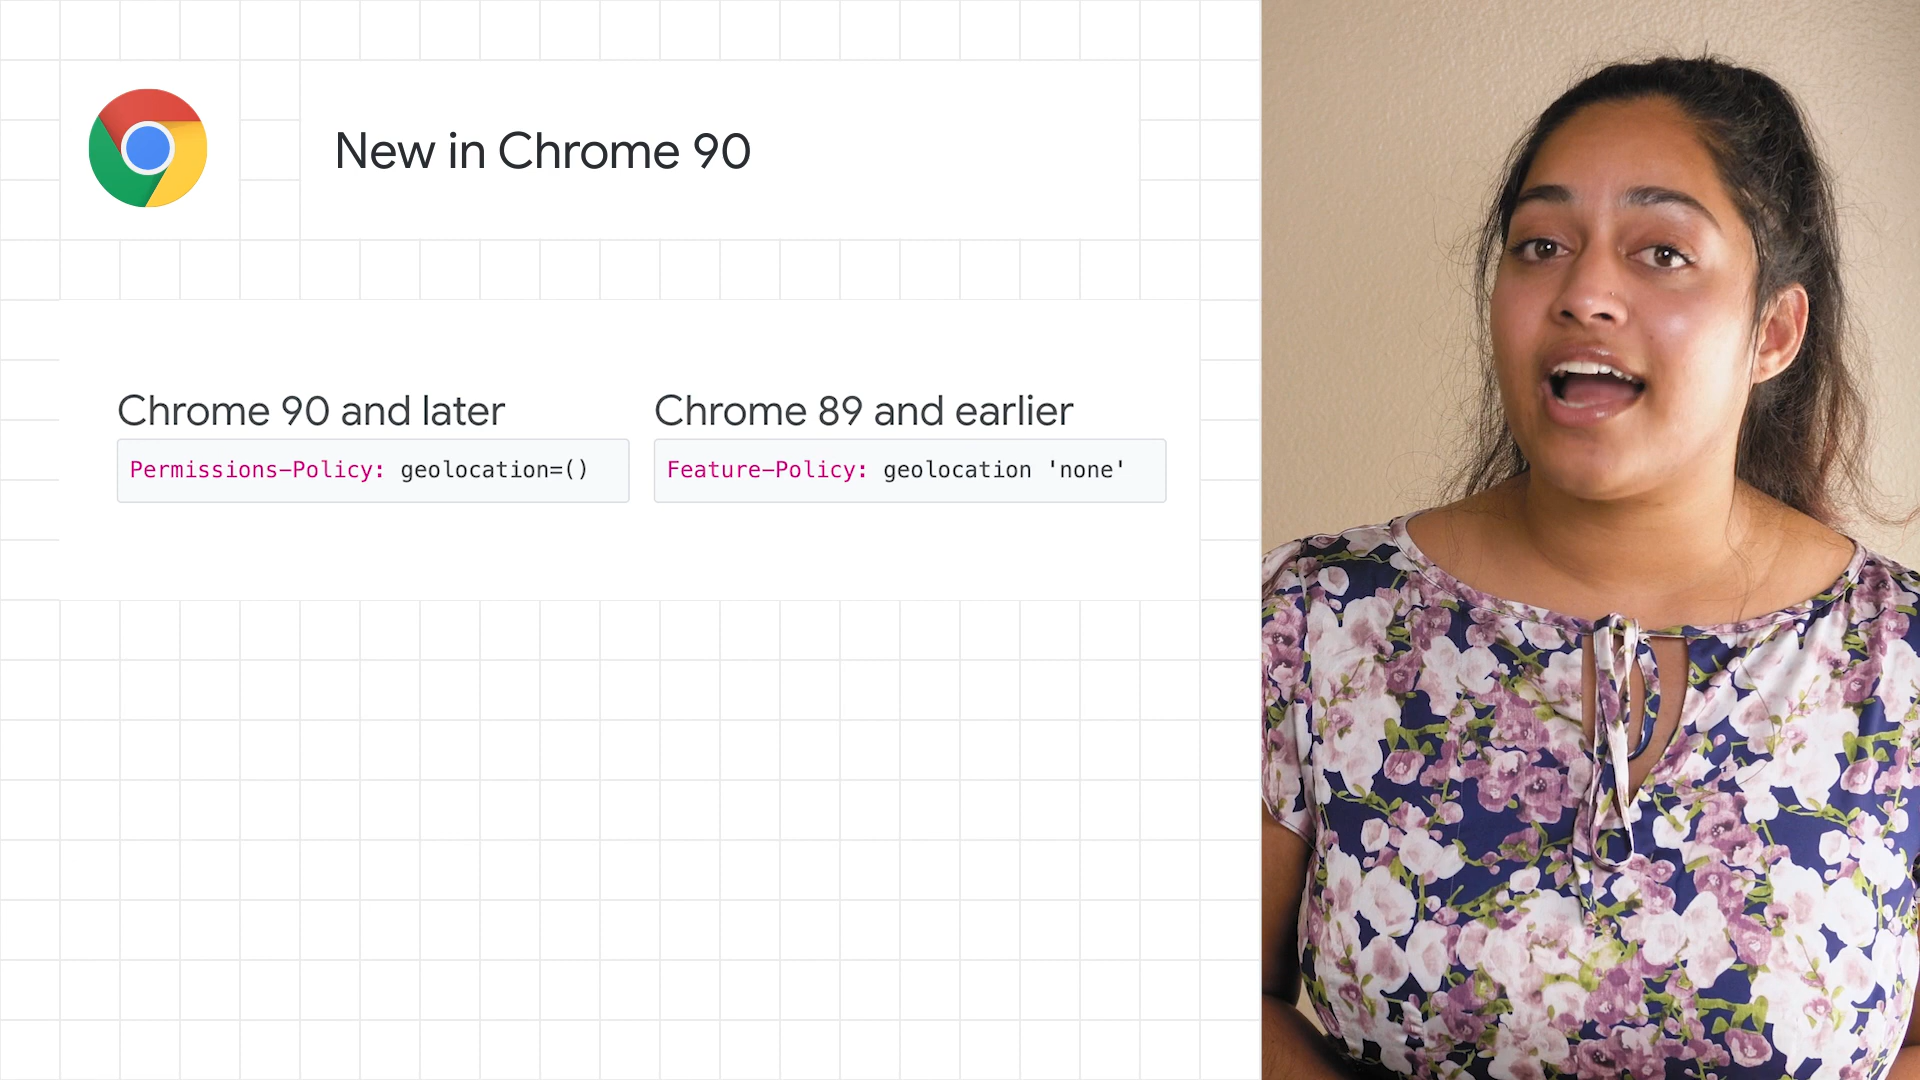 New in Chrome 90
Chrome 90 and later
Permissions-Policy: geolocation=()
Chrome 89 and earlier
Feature-Policy: geolocation 'none'